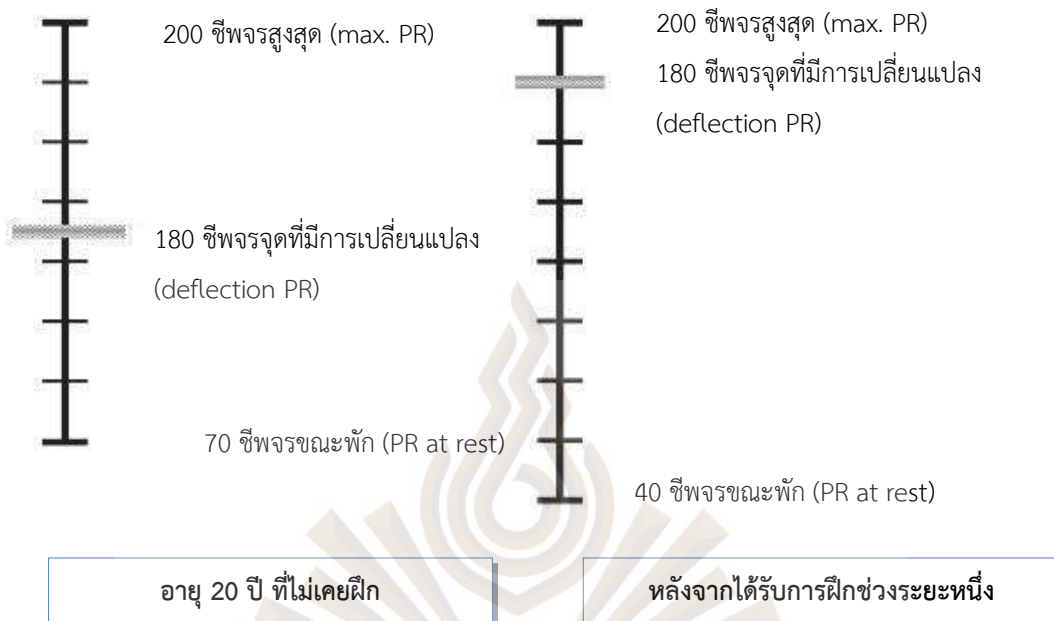 200 ชีพจรสูงสุด (max. PR)
180 ชีพจรจุดที่มีการเปลี่ยนแปลง
(deflection PR)
70 ชีพจรขณะพัก (PR at rest)
อายุ 20 ปี ที่ไม่เคยฝึก
200 ชีพจรสูงสุด (max. PR)
180 ชีพจรจุดที่มีการเปลี่ยนแปลง
(deflection PR)
40 ชีพจรขณะพัก (PR at rest)
หลังจากได้รับการฝึกช่วงระยะหนึ่ง